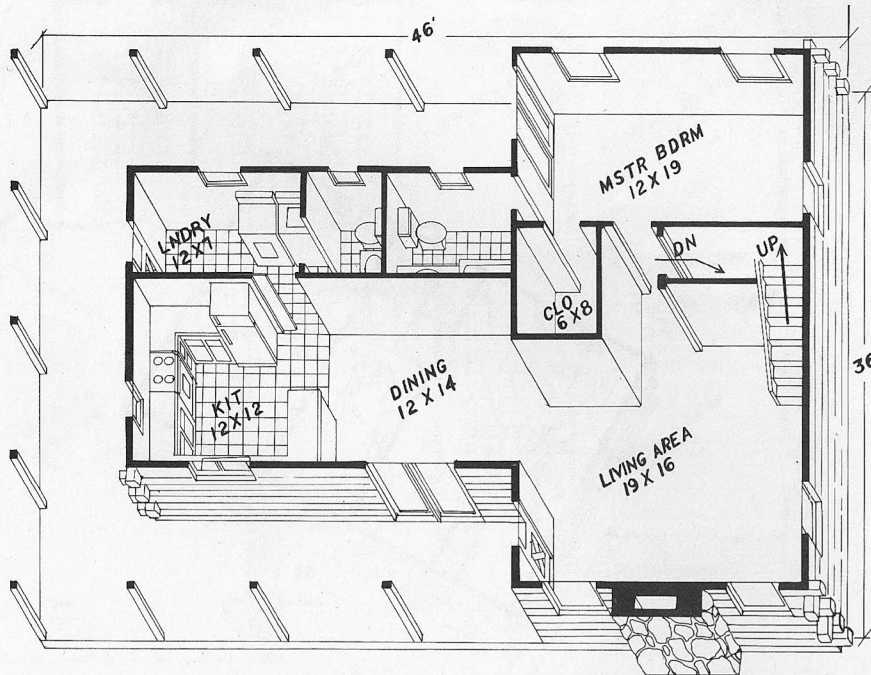 46'
MSTR BDRM
12 X 19
LNDRY
12 X 7
DN
UP
CLO
6 X 8
36
DINING
12 X 14
KIT
12 X 12
LIVING AREA
19 X 16